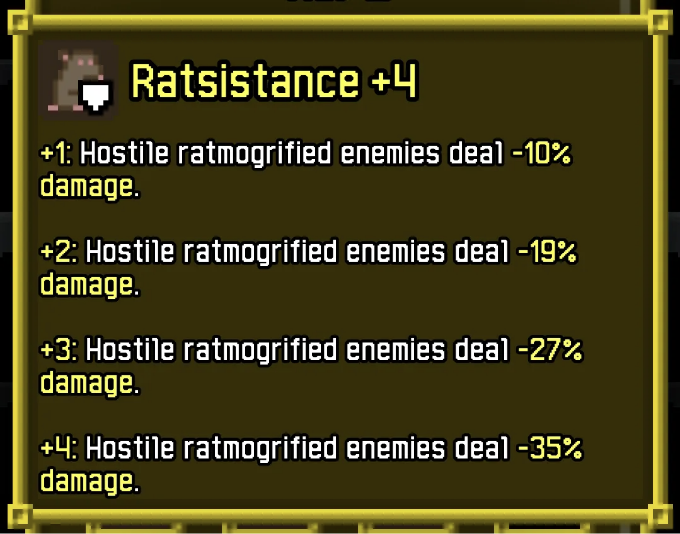 Ratsistance +4
+1: Hostile ratmogrified enemies deal -10%
damage.
+2: Hostile ratmogrified enemies deal -19%
damage.
+3: Hostile ratmogrified enemies deal -27%
damage.
+4: Hostile ratmogrified enemies deal -35%
damage.